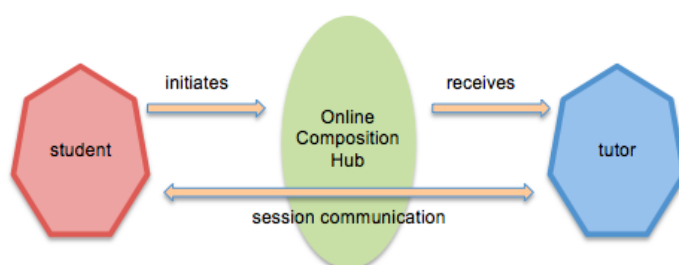 initiates
receives
student
Online
Composition
Hub
tutor
session communication